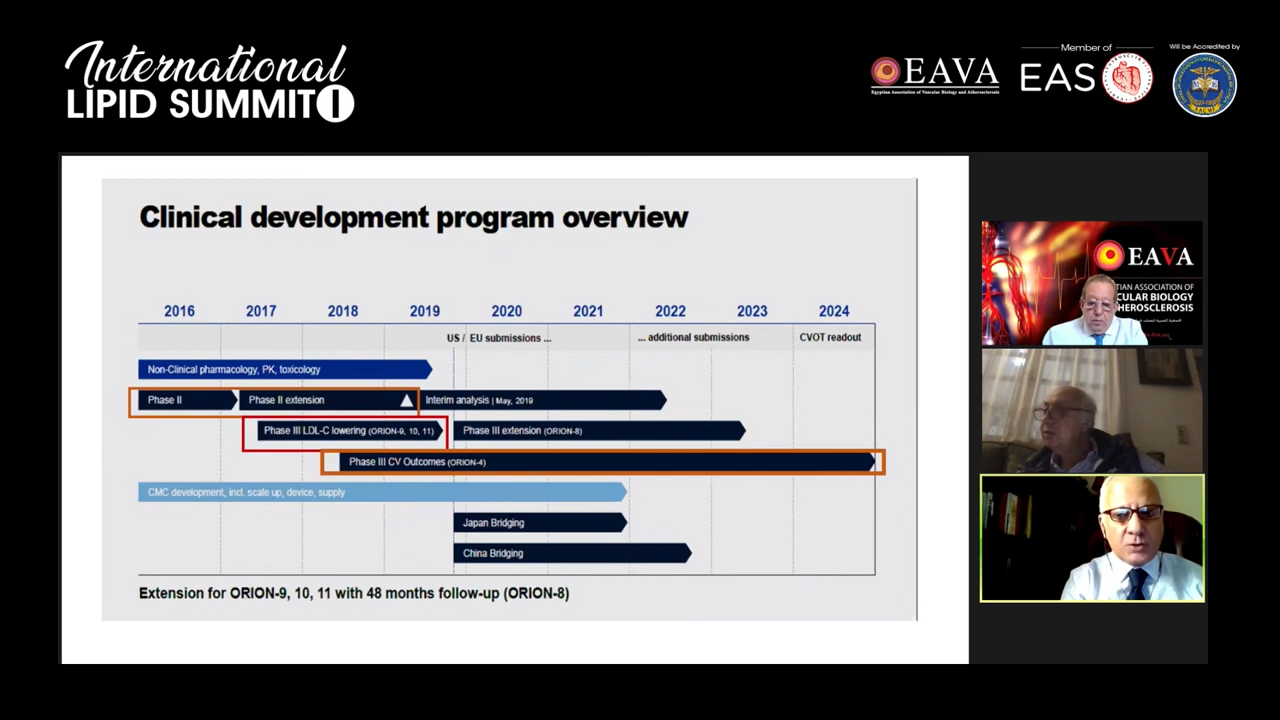 International
LIPID SUMMIT 1
EAVA
Egyptian Association of Vascular Biology and Atherosclerosis
Member of
EAS
Will be Accredited by
Clinical development program overview
2016 2017 2018 2019 2020 2021 2022 2023 2024
US / EU submissions ... ... additional submissions CVOT readout
Non-Clinical pharmacology, PK, toxicology
Phase II Phase II extension Interim analysis | May, 2019
Phase III LDL-C lowering (ORION-9, 10, 11) Phase III extension (ORION-8)
Phase III CV Outcomes (ORION-4)
CMC development, incl. scale up, device, supply
Japan Bridging
China Bridging
Extension for ORION-9, 10, 11 with 48 months follow-up (ORION-8)
EAVA
TIAN ASSOCIATION OF
CULAR BIOLOGY
HEROSCLEROSIS